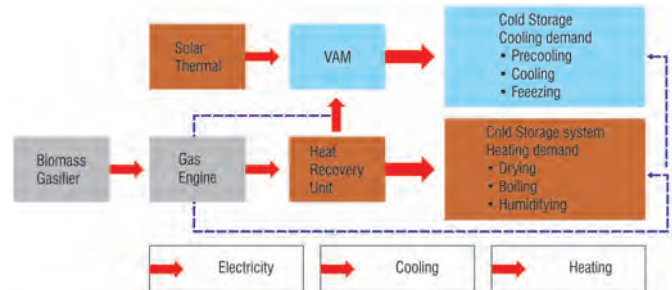 Solar
Thermal
VAM
Cold Storage
Cooling demand
• Precooling
• Cooling
• Feeezing
Biomass
Gasifier
Gas
Engine
Heat
Recovery
Unit
Cold Storage system
Heating demand
• Drying
• Boiling
• Humidifying
Electricity
Cooling
Heating